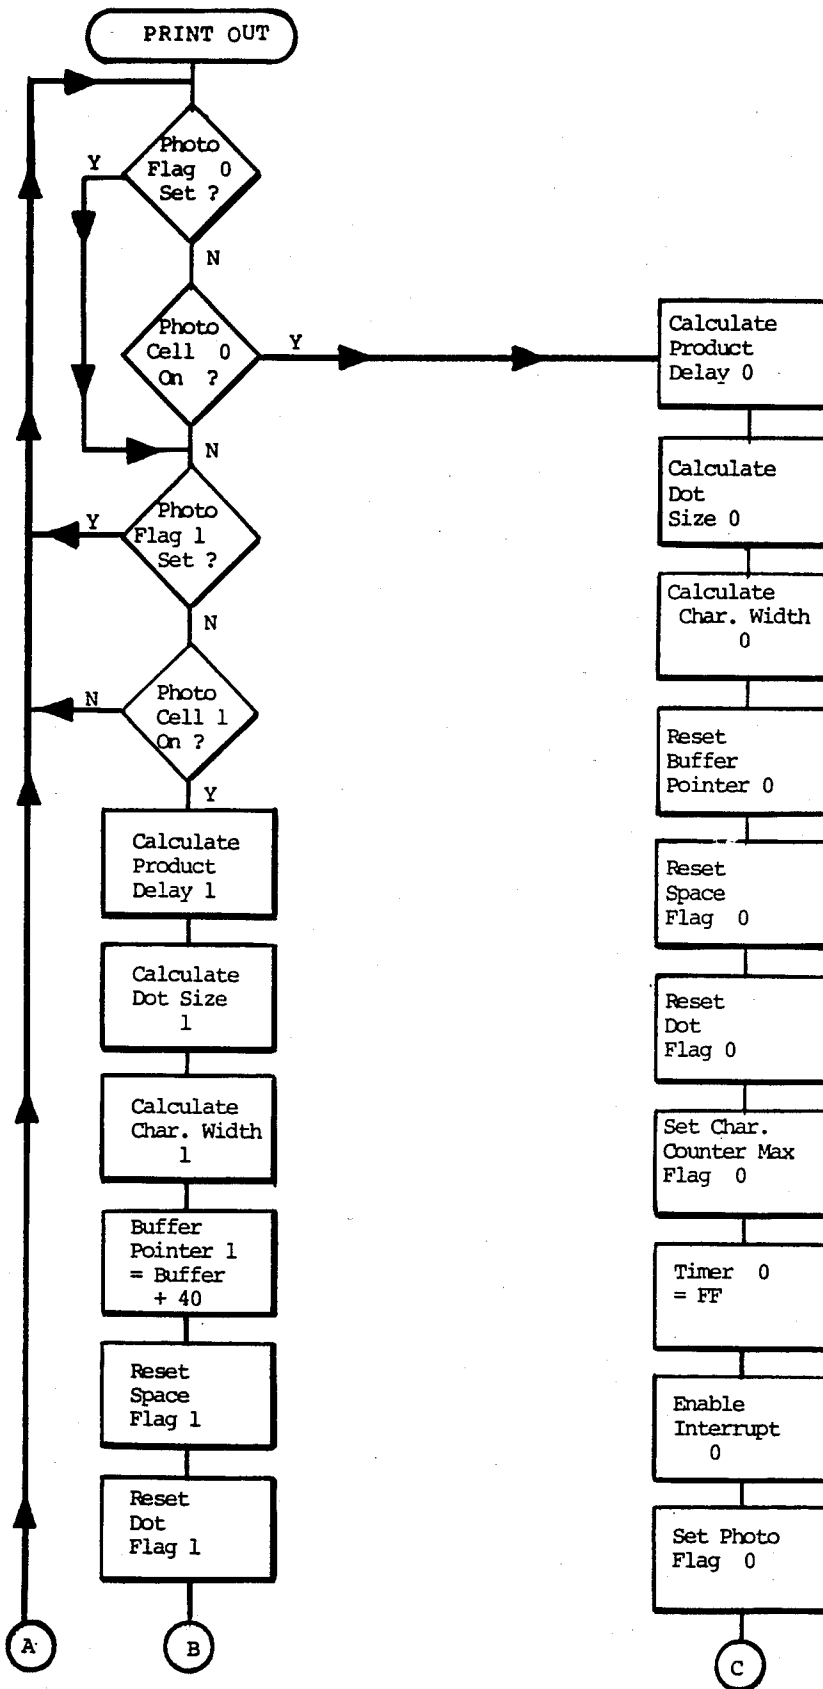 PRINT OUT
Photo
Flag 0
Set ?
Y
N
Photo
Cell 0
On ?
Y
N
Photo
Flag 1
Set ?
Y
N
Photo
Cell 1
On ?
N
Y
Calculate
Product
Delay 1
Calculate
Dot Size
1
Calculate
Char. Width
1
Buffer
Pointer 1
= Buffer
+ 40
Reset
Space
Flag 1
Reset
Dot
Flag 1
A
B
Calculate
Product
Delay 0
Calculate
Dot
Size 0
Calculate
Char. Width
0
Reset
Buffer
Pointer 0
Reset
Space
Flag 0
Reset
Dot
Flag 0
Set Char.
Counter Max
Flag 0
Timer 0
= FF
Enable
Interrupt
0
Set Photo
Flag 0
C